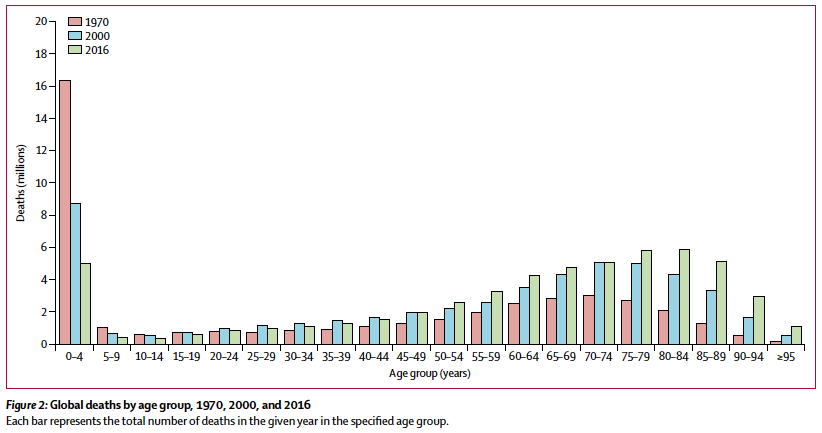 20
18
16
14
12
10
8
6
4
2
0
Deaths (millions)
1970
2000
2016
0–4 5–9 10–14 15–19 20–24 25–29 30–34 35–39 40–44 45–49 50–54 55–59 60–64 65–69 70–74 75–79 80–84 85–89 90–94 ≥95
Age group (years)
Figure 2: Global deaths by age group, 1970, 2000, and 2016
Each bar represents the total number of deaths in the given year in the specified age group.